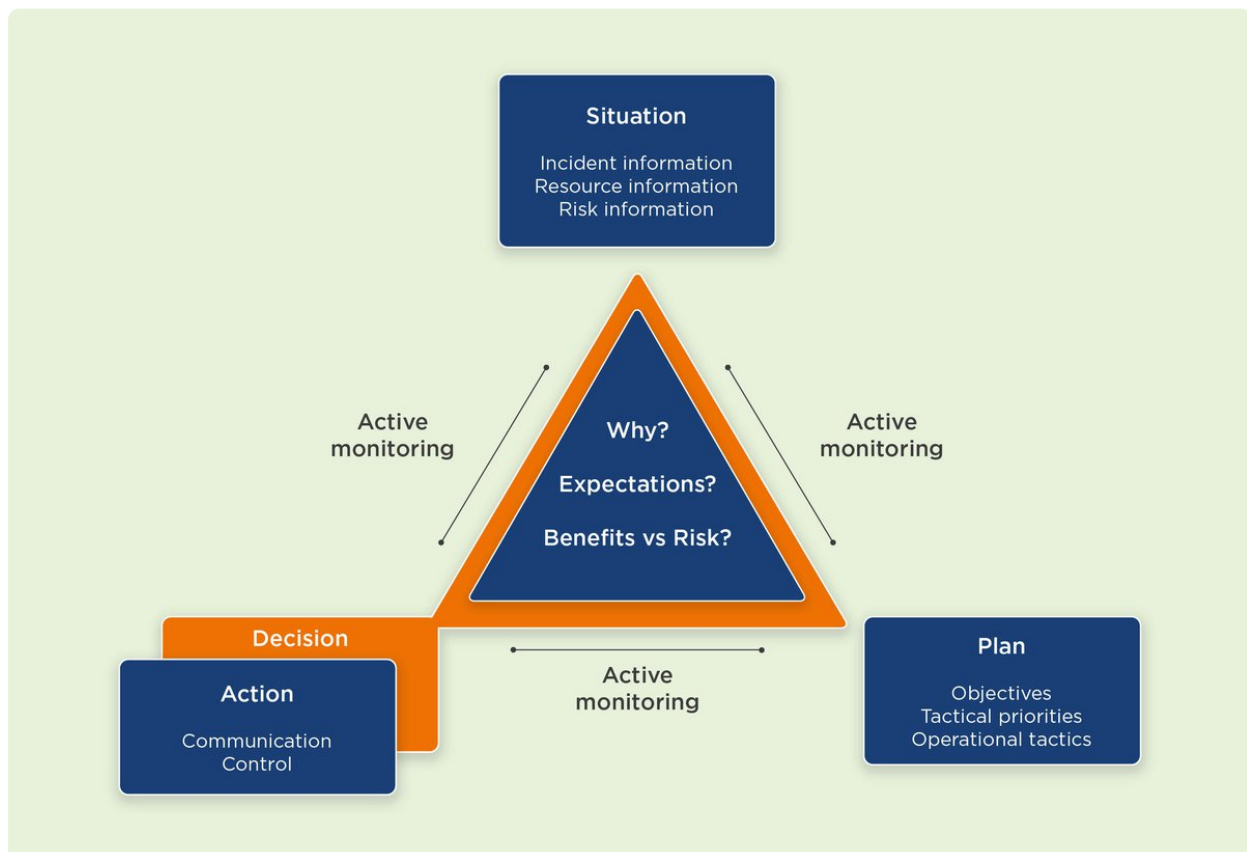 Situation
Incident information
Resource information
Risk information
Active
monitoring
Active
monitoring
Why?
Expectations?
Benefits vs Risk?
Decision
Action
Communication
Control
Active
monitoring
Plan
Objectives
Tactical priorities
Operational tactics